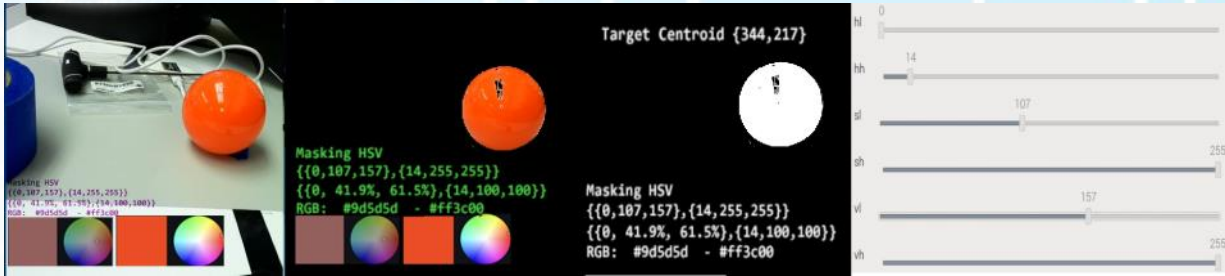 Masking HSV
{{0,107,157},{14,255,255}}
{{0, 41.9%, 61.5%},{14,100,100}}
RGB: #9d5d5d - #ff3c00
Masking HSV
{{0,107,157},{14,255,255}}
{{0, 41.9%, 61.5%},{14,100,100}}
RGB: #9d5d5d - #ff3c00
Target Centroid {344,217}
Masking HSV
{{0,107,157},{14,255,255}}
{{0, 41.9%, 61.5%},{14,100,100}}
RGB: #9d5d5d - #ff3c00
hl 0
hh 14
sl 107
sh 255
vl 157
vh 255